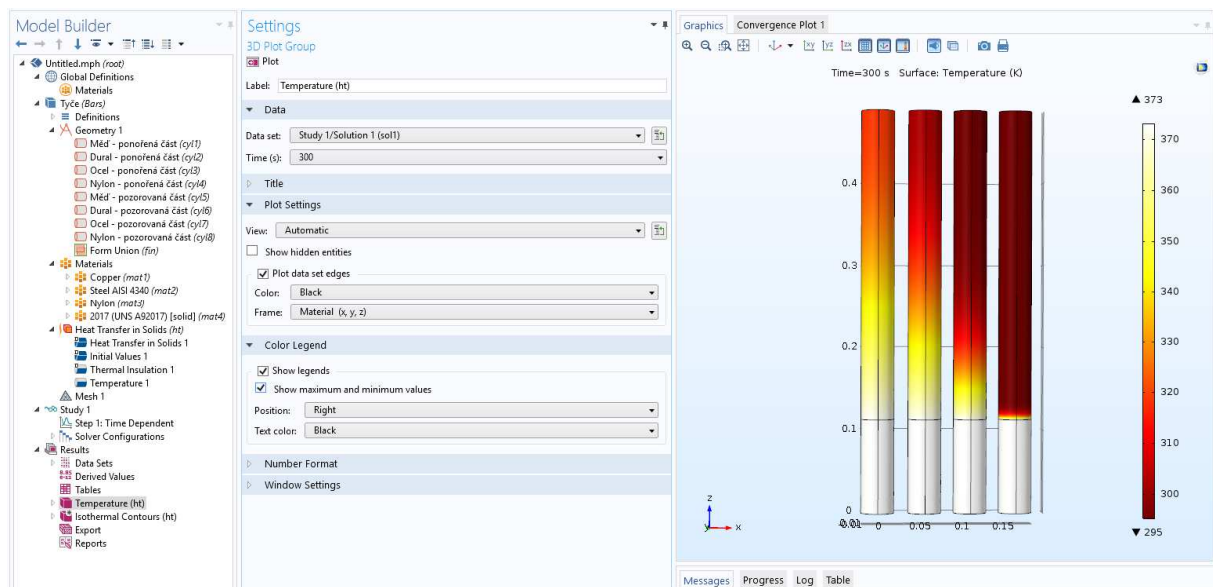 Model Builder
Untitled.mph (root)
Global Definitions
Materials
Tyče (Bars)
Definitions
Geometry 1
Měď - ponořená část (cyl1)
Dural - ponořená část (cyl2)
Ocel - ponořená část (cyl3)
Nylon - ponořená část (cyl4)
Měď - pozorovaná část (cyl5)
Dural - pozorovaná část (cyl6)
Ocel - pozorovaná část (cyl7)
Nylon - pozorovaná část (cyl8)
Form Union (fin)
Materials
Copper (mat1)
Steel AISI 4340 (mat2)
Nylon (mat3)
2017 (UNS A92017) [solid] (mat4)
Heat Transfer in Solids (ht)
Heat Transfer in Solids 1
Initial Values 1
Thermal Insulation 1
Temperature 1
Mesh 1
Study 1
Step 1: Time Dependent
Solver Configurations
Results
Data Sets
Derived Values
Tables
Temperature (ht)
Isothermal Contours (ht)
Export
Reports
Settings
3D Plot Group
Plot
Label: Temperature (ht)
Data
Data set: Study 1/Solution 1 (sol1)
Time (s): 300
Title
Plot Settings
View: Automatic
Show hidden entities
Plot data set edges
Color: Black
Frame: Material (x, y, z)
Color Legend
Show legends
Show maximum and minimum values
Position: Right
Text color: Black
Number Format
Window Settings
Graphics Convergence Plot 1
xy yz zx
Time=300 s Surface: Temperature (K)
▲ 373
370
360
350
340
330
320
310
300
▼ 295
0.4
0.3
0.2
0.1
0
0 0.05 0.1 0.15
z
y x
Messages Progress Log Table